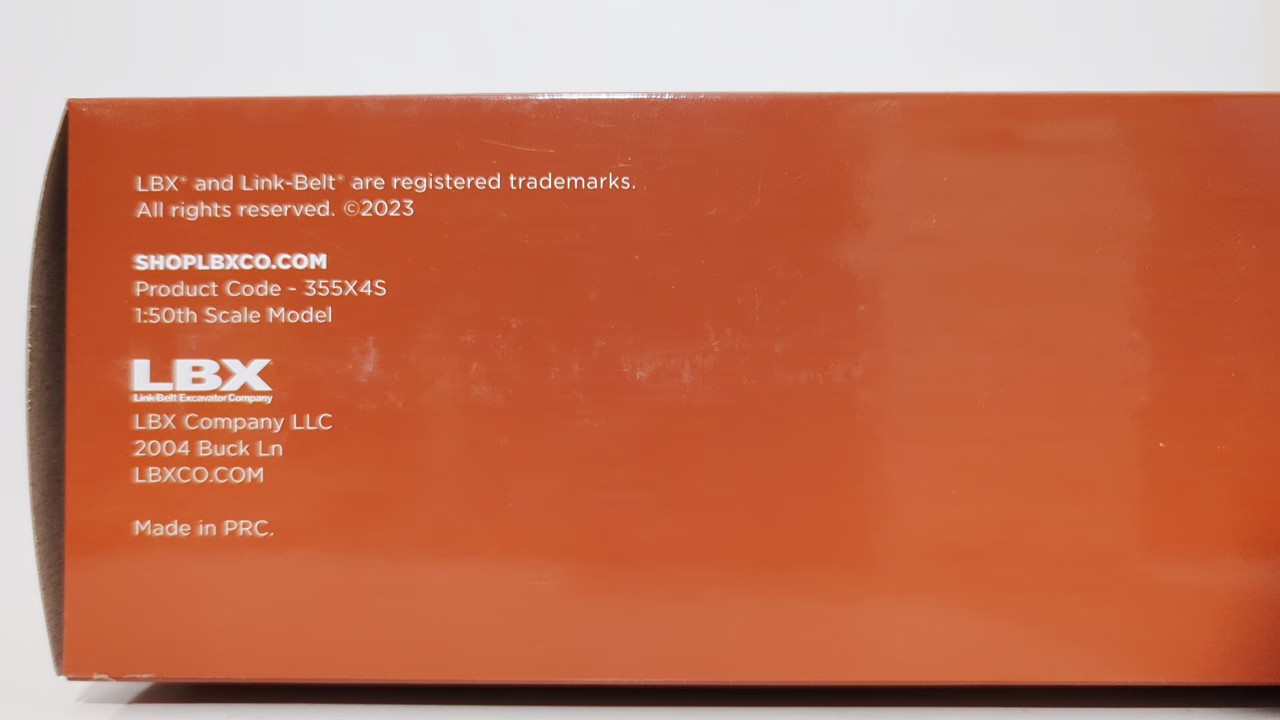 LBX® and Link-Belt® are registered trademarks.
All rights reserved. ©2023
SHOPLBXCO.COM
Product Code - 355X4S
1:50th Scale Model
LBX
Link-Belt Excavator Company
LBX Company LLC
2004 Buck Ln
LBXCO.COM
Made in PRC.